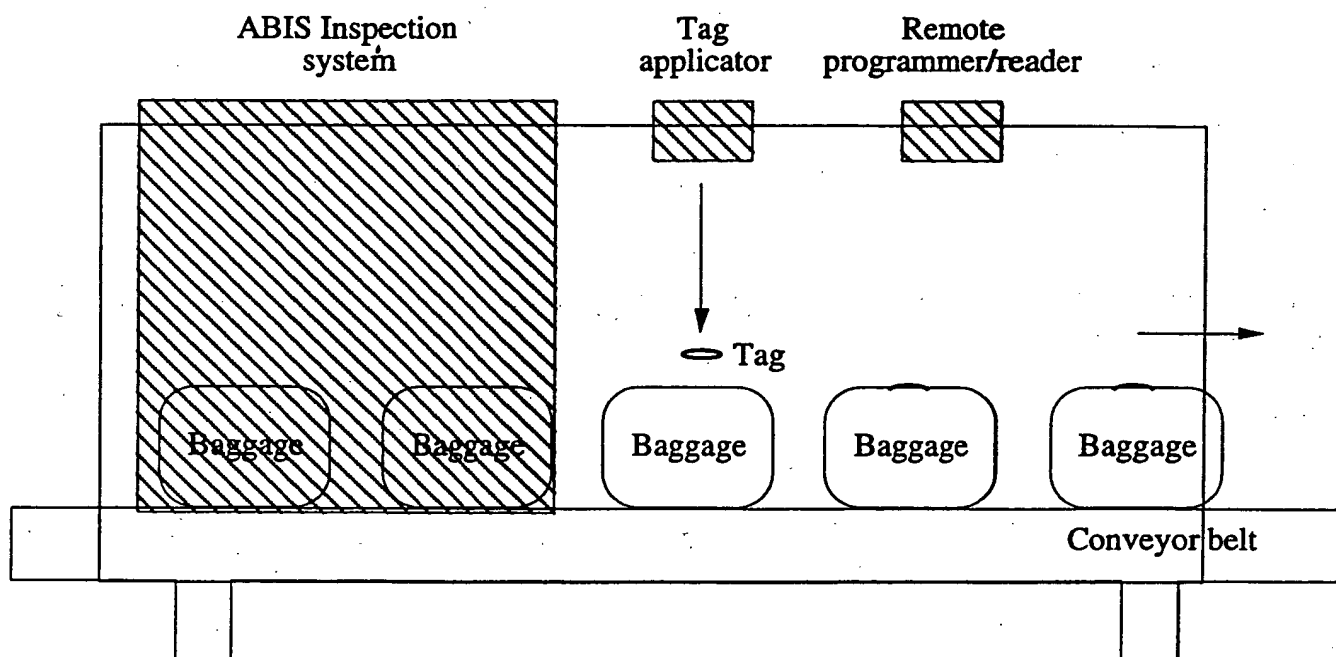 ABIS Inspection
system
Tag
applicator
Remote
programmer/reader
Tag
Baggage
Baggage
Baggage
Baggage
Baggage
Conveyor belt